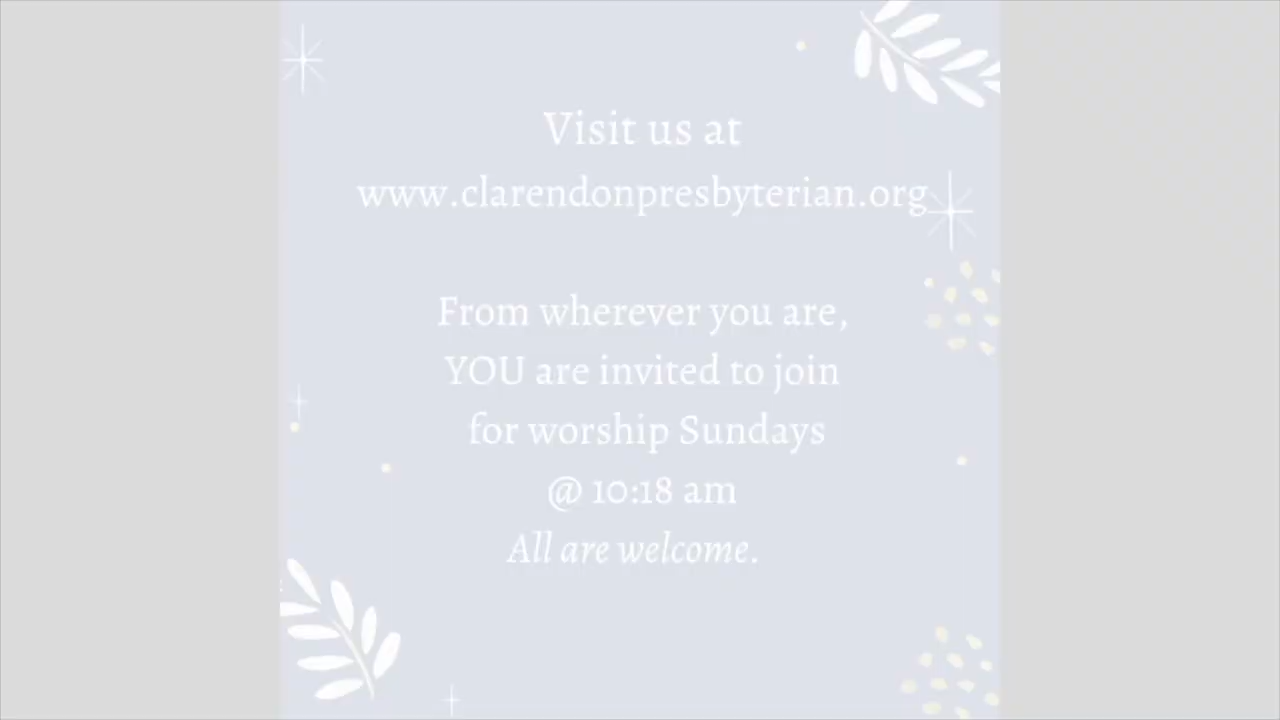 Visit us at
www.clarendonpresbyterian.org
From wherever you are,
YOU are invited to join
for worship Sundays
@ 10:18 am
All are welcome.